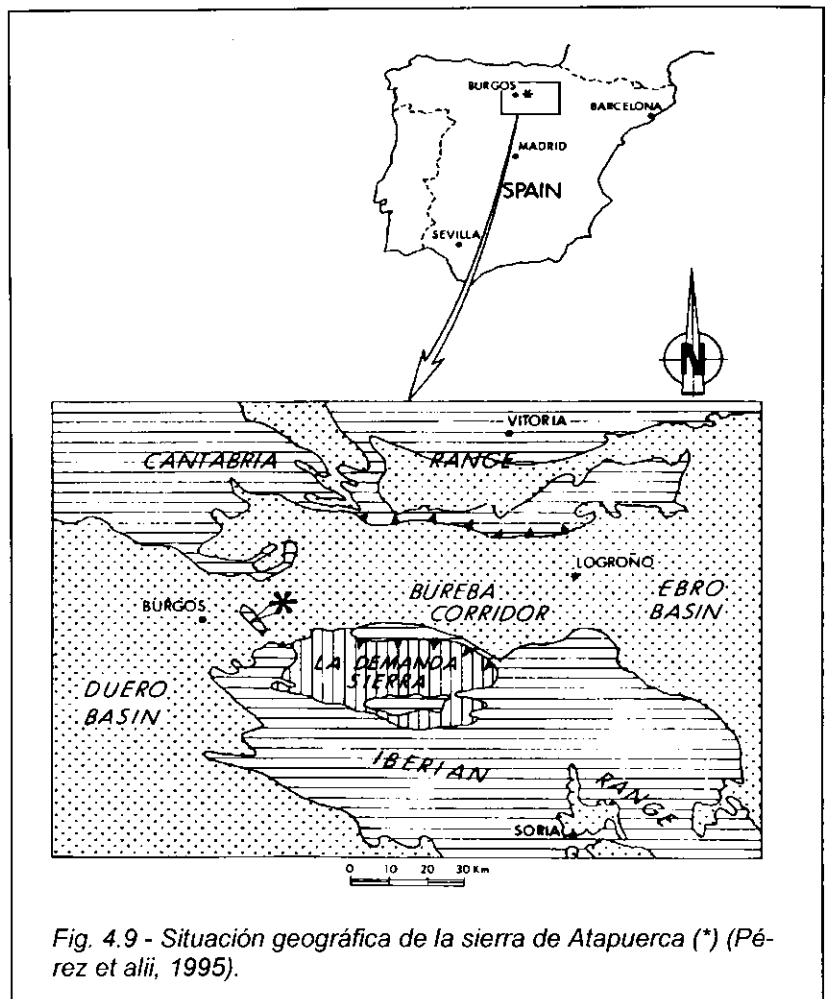 BURGOS *
BARCELONA
MADRID
SPAIN
SEVILLA
N
VITORIA
CANTABRIA RANGE
LOGROÑO
BUREBA
CORRIDOR
EBRO
BASIN
BURGOS
*
LA DEMANDA
SIERRA
DUERO
BASIN
IBERIAN
RANGE
SORIA
0 10 20 30 Km
Fig. 4.9 - Situación geográfica de la sierra de Atapuerca (*) (Pé-
rez et alii, 1995).